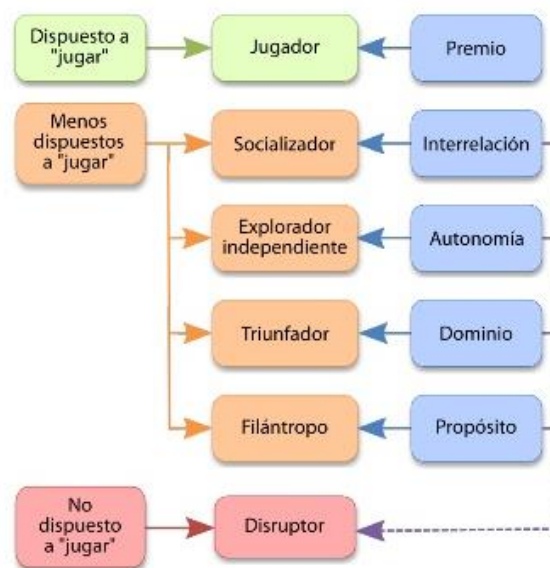 Dispuesto a
"jugar"
Jugador
Premio
Menos
dispuestos
a "jugar"
Socializador
Interrelación
Explorador
independiente
Autonomía
Triunfador
Dominio
Filántropo
Propósito
No
dispuesto
a "jugar"
Disruptor